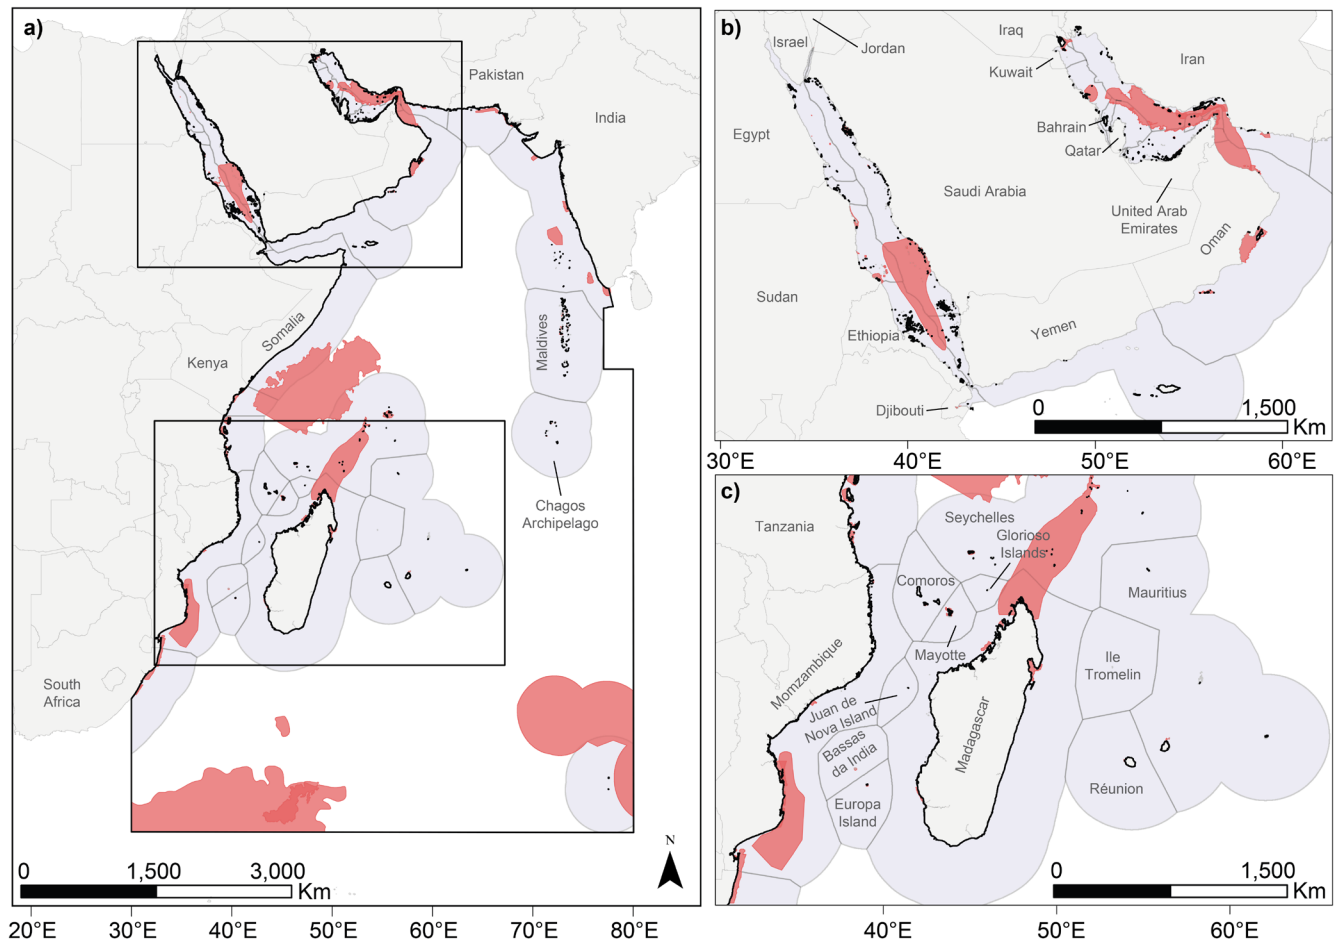 a)
Pakistan
India
Somalia
Kenya
Maldives
Chagos
Archipelago
South
Africa
N
0
1,500
3,000
Km
20°E
30°E
40°E
50°E
60°E
70°E
80°E
b)
Israel
Jordan
Iraq
Kuwait
Iran
Egypt
Bahrain
Qatar
Saudi Arabia
United Arab
Emirates
Oman
Sudan
Ethiopia
Yemen
Djibouti
0
1,500
Km
30°E
40°E
50°E
60°E
c)
Tanzania
Seychelles
Glorioso
Islands
Comoros
Mauritius
Mayotte
Momzambique
Ile
Tromelin
Juan de
Nova Island
Bassas
da India
Madagascar
Europa
Island
Réunion
0
1,500
Km
40°E
50°E
60°E